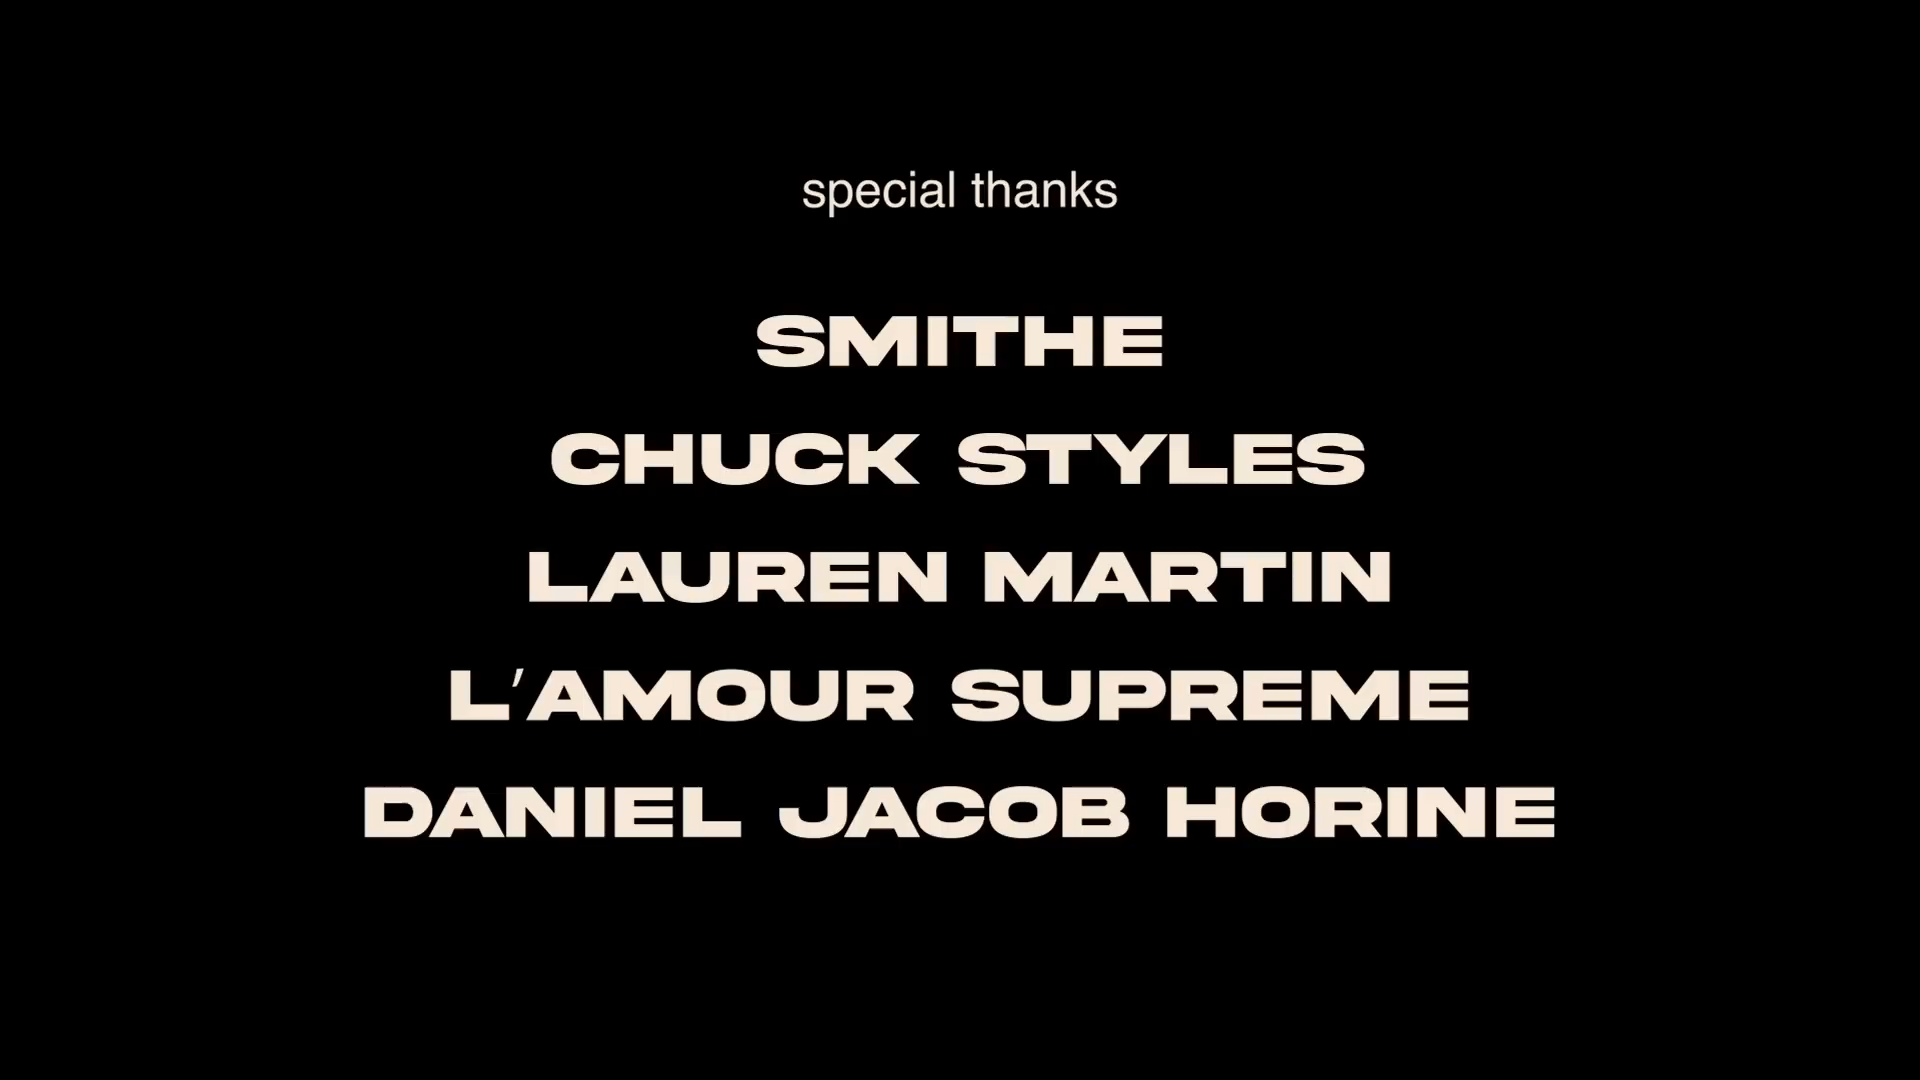 special thanks
SMITHE
CHUCK STYLES
LAUREN MARTIN
L'AMOUR SUPREME
DANIEL JACOB HORINE